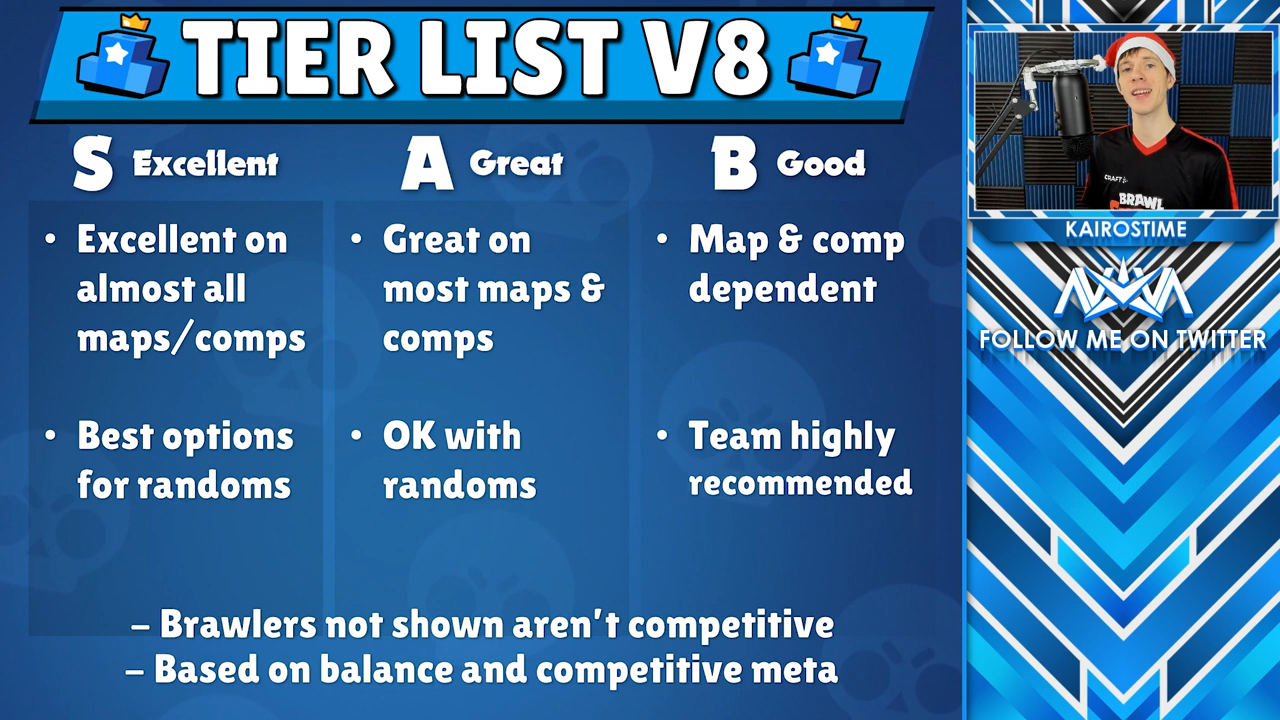 TIER LIST V8
S Excellent
A Great
B Good
• Excellent on
almost all
maps/comps
• Best options
for randoms
• Great on
most maps &
comps
• OK with
randoms
• Map & comp
dependent
• Team highly
recommended
– Brawlers not shown aren't competitive
– Based on balance and competitive meta
CRAFT
BRAWL
KAIROSTIME
FOLLOW ME ON TWITTER